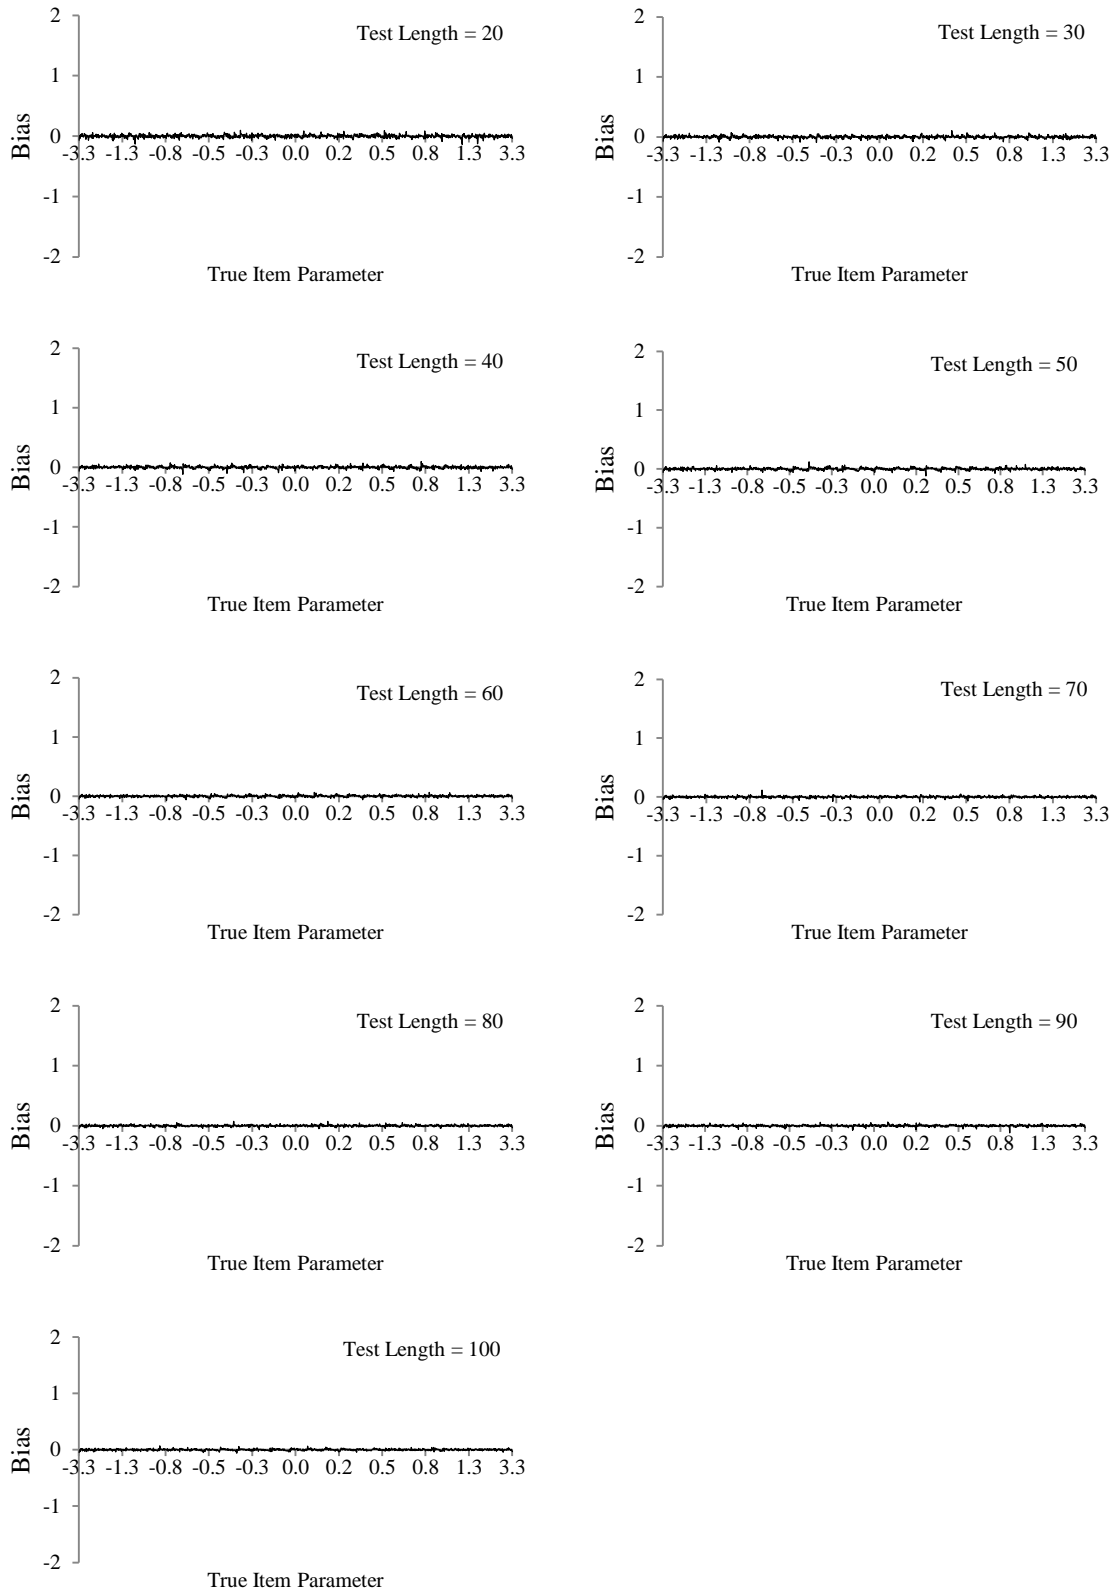 Test Length = 20
2
1
0
-1
-2
Bias
-3.3 -1.3 -0.8 -0.5 -0.3 0.0 0.2 0.5 0.8 1.3 3.3
True Item Parameter
Test Length = 30
2
1
0
-1
-2
Bias
-3.3 -1.3 -0.8 -0.5 -0.3 0.0 0.2 0.5 0.8 1.3 3.3
True Item Parameter
Test Length = 40
2
1
0
-1
-2
Bias
-3.3 -1.3 -0.8 -0.5 -0.3 0.0 0.2 0.5 0.8 1.3 3.3
True Item Parameter
Test Length = 50
2
1
0
-1
-2
Bias
-3.3 -1.3 -0.8 -0.5 -0.3 0.0 0.2 0.5 0.8 1.3 3.3
True Item Parameter
Test Length = 60
2
1
0
-1
-2
Bias
-3.3 -1.3 -0.8 -0.5 -0.3 0.0 0.2 0.5 0.8 1.3 3.3
True Item Parameter
Test Length = 70
2
1
0
-1
-2
Bias
-3.3 -1.3 -0.8 -0.5 -0.3 0.0 0.2 0.5 0.8 1.3 3.3
True Item Parameter
Test Length = 80
2
1
0
-1
-2
Bias
-3.3 -1.3 -0.8 -0.5 -0.3 0.0 0.2 0.5 0.8 1.3 3.3
True Item Parameter
Test Length = 90
2
1
0
-1
-2
Bias
-3.3 -1.3 -0.8 -0.5 -0.3 0.0 0.2 0.5 0.8 1.3 3.3
True Item Parameter
Test Length = 100
2
1
0
-1
-2
Bias
-3.3 -1.3 -0.8 -0.5 -0.3 0.0 0.2 0.5 0.8 1.3 3.3
True Item Parameter